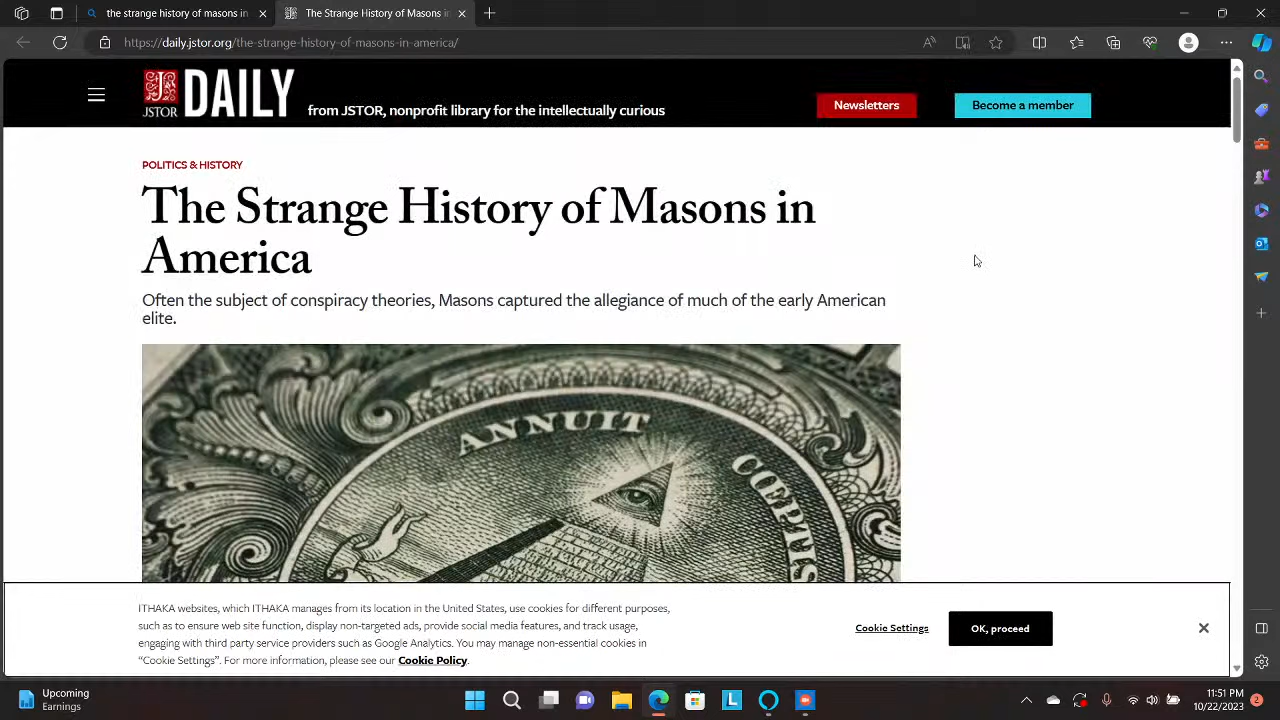 the strange history of masons in
The Strange History of Masons in
https://daily.jstor.org/the-strange-history-of-masons-in-america/
JSTOR DAILY
from JSTOR, nonprofit library for the intellectually curious
Newsletters
Become a member
POLITICS & HISTORY
The Strange History of Masons in
America
Often the subject of conspiracy theories, Masons captured the allegiance of much of the early American
elite.
ANNUIT
CŒPTIS
ITHAKA websites, which ITHAKA manages from its location in the United States, use cookies for different purposes,
such as to ensure web site function, display non-targeted ads, provide social media features, and track usage,
engaging with third party service providers such as Google Analytics. You may manage non-essential cookies in
“Cookie Settings”. For more information, please see our Cookie Policy.
Cookie Settings
OK, proceed
Upcoming
Earnings
11:51 PM
10/22/2023
2